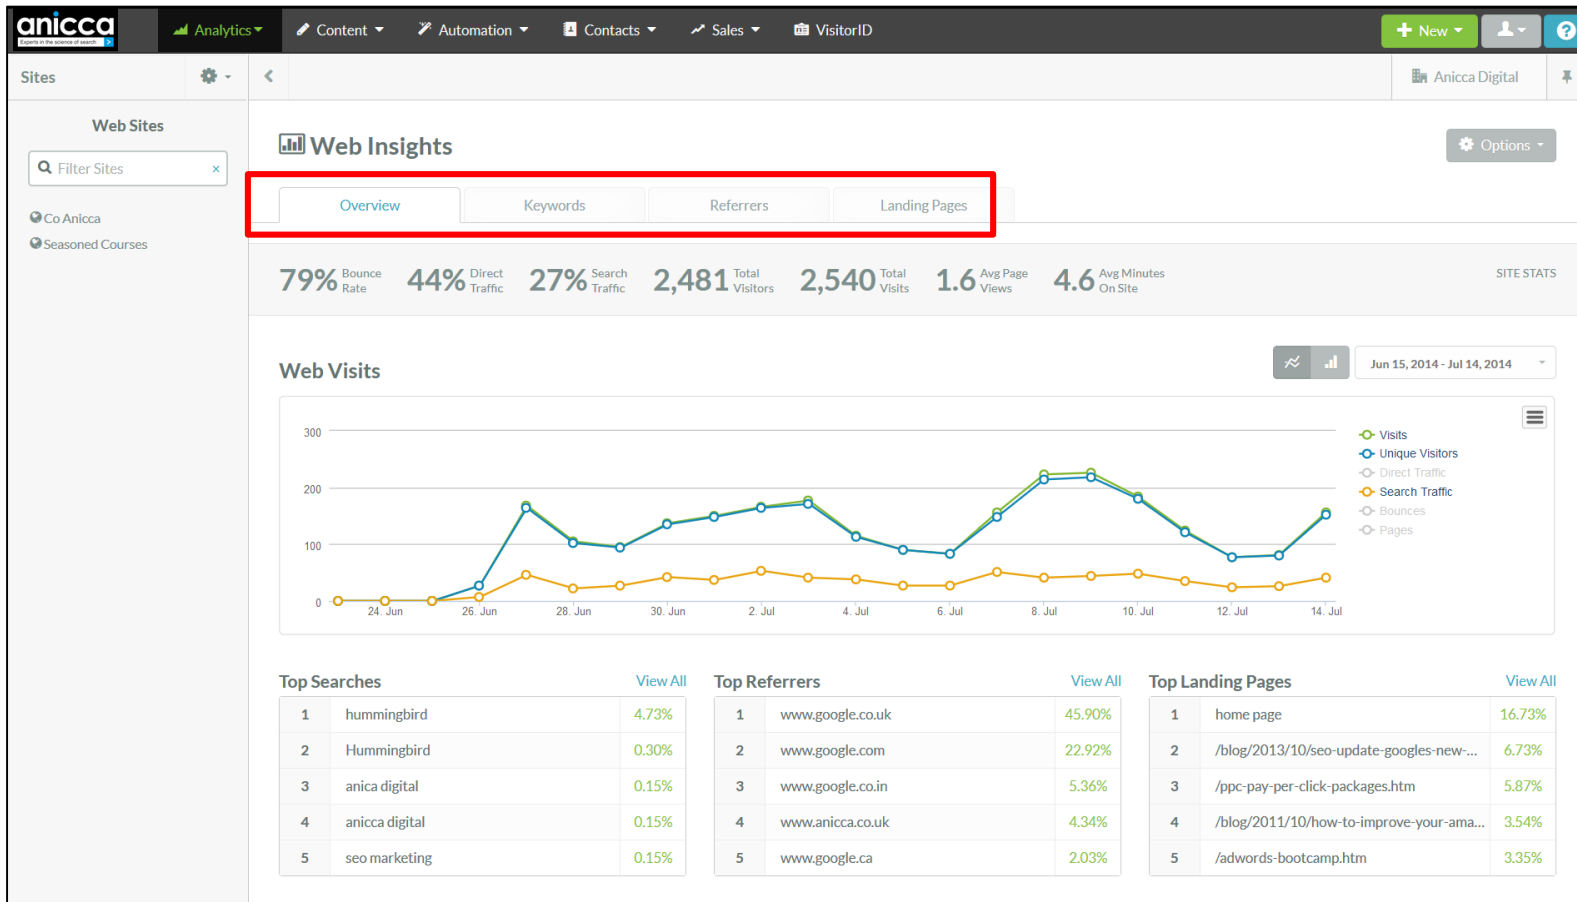 anicca
Experts in the science of search
Analytics
Content
Automation
Contacts
Sales
VisitorID
New
?
Sites
Anicca Digital
Web Sites
Filter Sites ×
Co Anicca
Seasoned Courses
Web Insights
Options
Overview Keywords Referrers Landing Pages
79% Bounce Rate 44% Direct Traffic 27% Search Traffic 2,481 Total Visitors 2,540 Total Visits 1.6 Avg Page Views 4.6 Avg Minutes On Site SITE STATS
Web Visits
Jun 15, 2014 - Jul 14, 2014
300
200
100
0
24. Jun 26. Jun 28. Jun 30. Jun 2. Jul 4. Jul 6. Jul 8. Jul 10. Jul 12. Jul 14. Jul
Visits
Unique Visitors
Direct Traffic
Search Traffic
Bounces
Pages
Top Searches View All
1 hummingbird 4.73%
2 Hummingbird 0.30%
3 anica digital 0.15%
4 anicca digital 0.15%
5 seo marketing 0.15%
Top Referrers View All
1 www.google.co.uk 45.90%
2 www.google.com 22.92%
3 www.google.co.in 5.36%
4 www.anicca.co.uk 4.34%
5 www.google.ca 2.03%
Top Landing Pages View All
1 home page 16.73%
2 /blog/2013/10/seo-update-googles-new-... 6.73%
3 /ppc-pay-per-click-packages.htm 5.87%
4 /blog/2011/10/how-to-improve-your-ama... 3.54%
5 /adwords-bootcamp.htm 3.35%